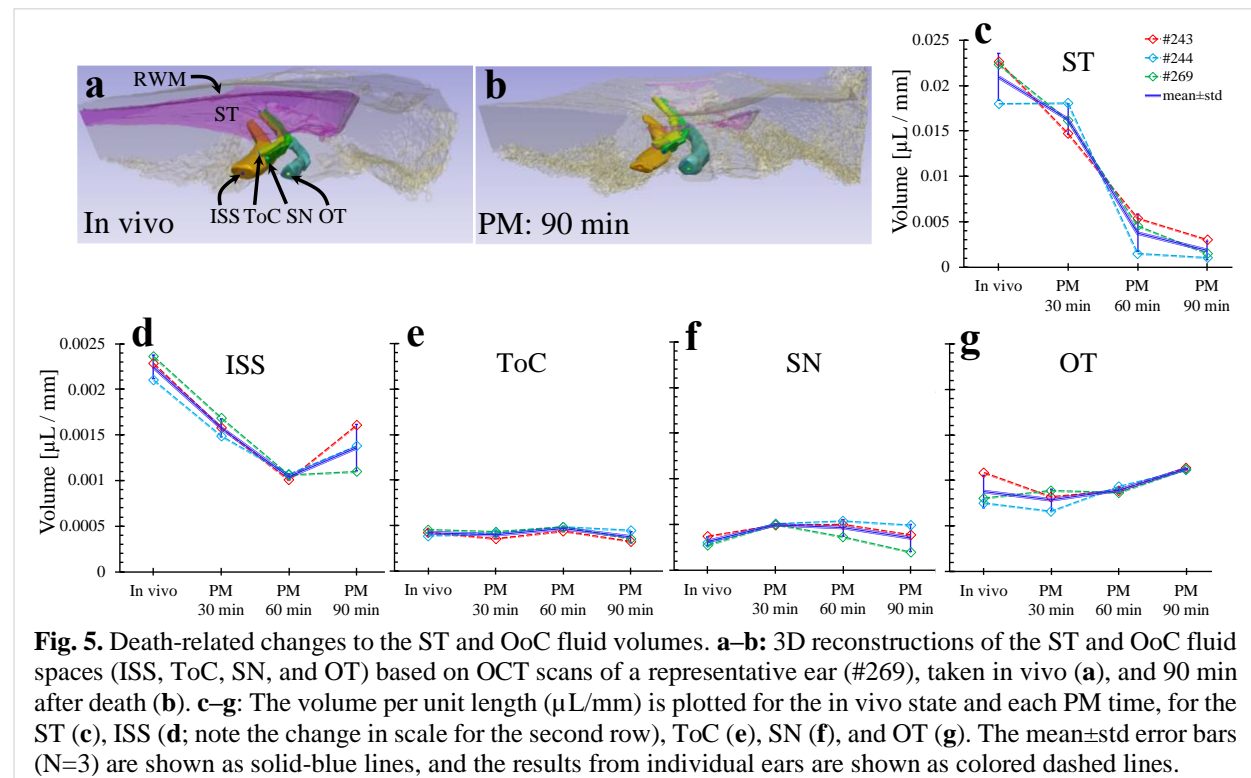 a
RWM
ST
ISS ToC SN OT
In vivo
b
PM: 90 min
c
ST
#243
#244
#269
mean±std
Volume [µL / mm]
0.025
0.02
0.015
0.01
0.005
0
In vivo
PM
30 min
PM
60 min
PM
90 min
d
ISS
Volume [µL / mm]
0.0025
0.002
0.0015
0.001
0.0005
0
In vivo
PM
30 min
PM
60 min
PM
90 min
e
ToC
In vivo
PM
30 min
PM
60 min
PM
90 min
f
SN
In vivo
PM
30 min
PM
60 min
PM
90 min
g
OT
In vivo
PM
30 min
PM
60 min
PM
90 min
Fig. 5. Death-related changes to the ST and OoC fluid volumes. a–b: 3D reconstructions of the ST and OoC fluid
spaces (ISS, ToC, SN, and OT) based on OCT scans of a representative ear (#269), taken in vivo (a), and 90 min
after death (b). c–g: The volume per unit length (µL/mm) is plotted for the in vivo state and each PM time, for the
ST (c), ISS (d; note the change in scale for the second row), ToC (e), SN (f), and OT (g). The mean±std error bars
(N=3) are shown as solid-blue lines, and the results from individual ears are shown as colored dashed lines.